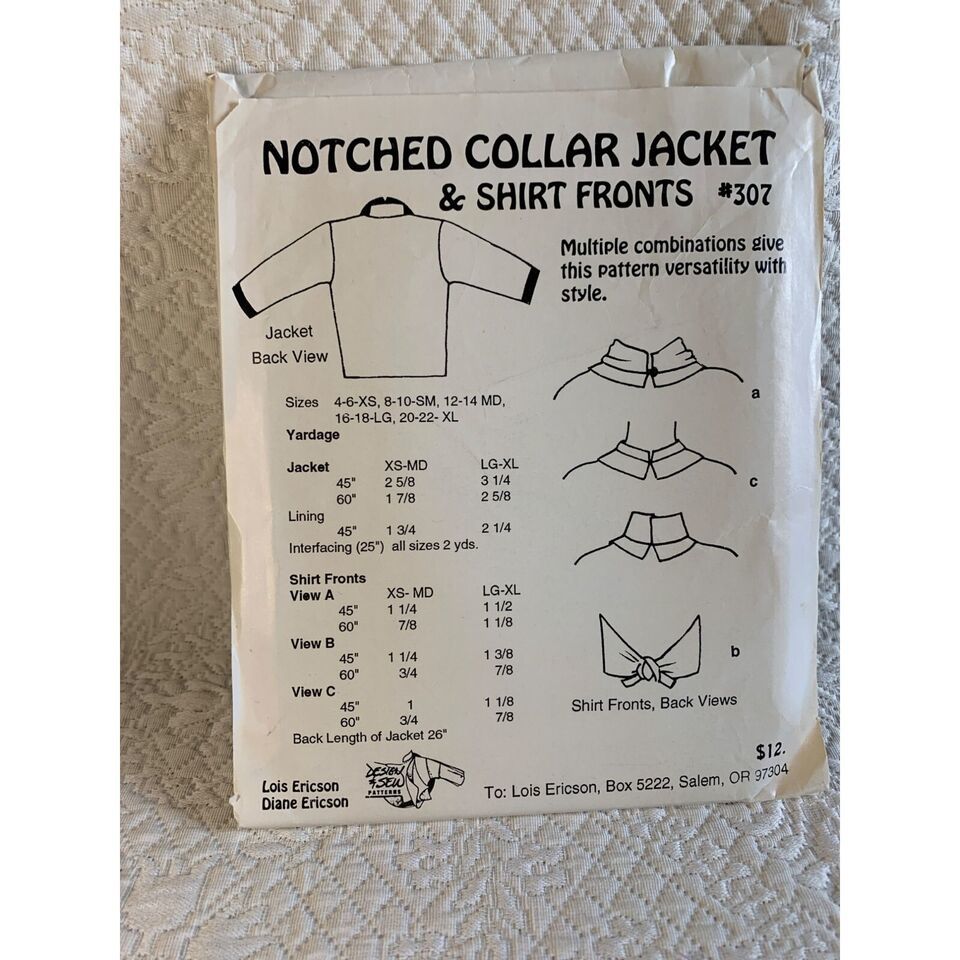 NOTCHED COLLAR JACKET
& SHIRT FRONTS #307
Multiple combinations give
this pattern versatility with
style.
Jacket
Back View
a
Sizes 4-6-XS, 8-10-SM, 12-14 MD,
16-18-LG, 20-22- XL
Yardage
Jacket XS-MD LG-XL
45" 2 5/8 3 1/4
60" 1 7/8 2 5/8
c
Lining
45" 1 3/4 2 1/4
Interfacing (25") all sizes 2 yds.
Shirt Fronts
View A XS- MD LG-XL
45" 1 1/4 1 1/2
60" 7/8 1 1/8
View B
45" 1 1/4 1 3/8
60" 3/4 7/8
b
View C
45" 1 1 1/8
60" 3/4 7/8
Shirt Fronts, Back Views
Back Length of Jacket 26"
$12.
Lois Ericson
Diane Ericson
DESIGN
& SEW
PATTERNS
To: Lois Ericson, Box 5222, Salem, OR 97304